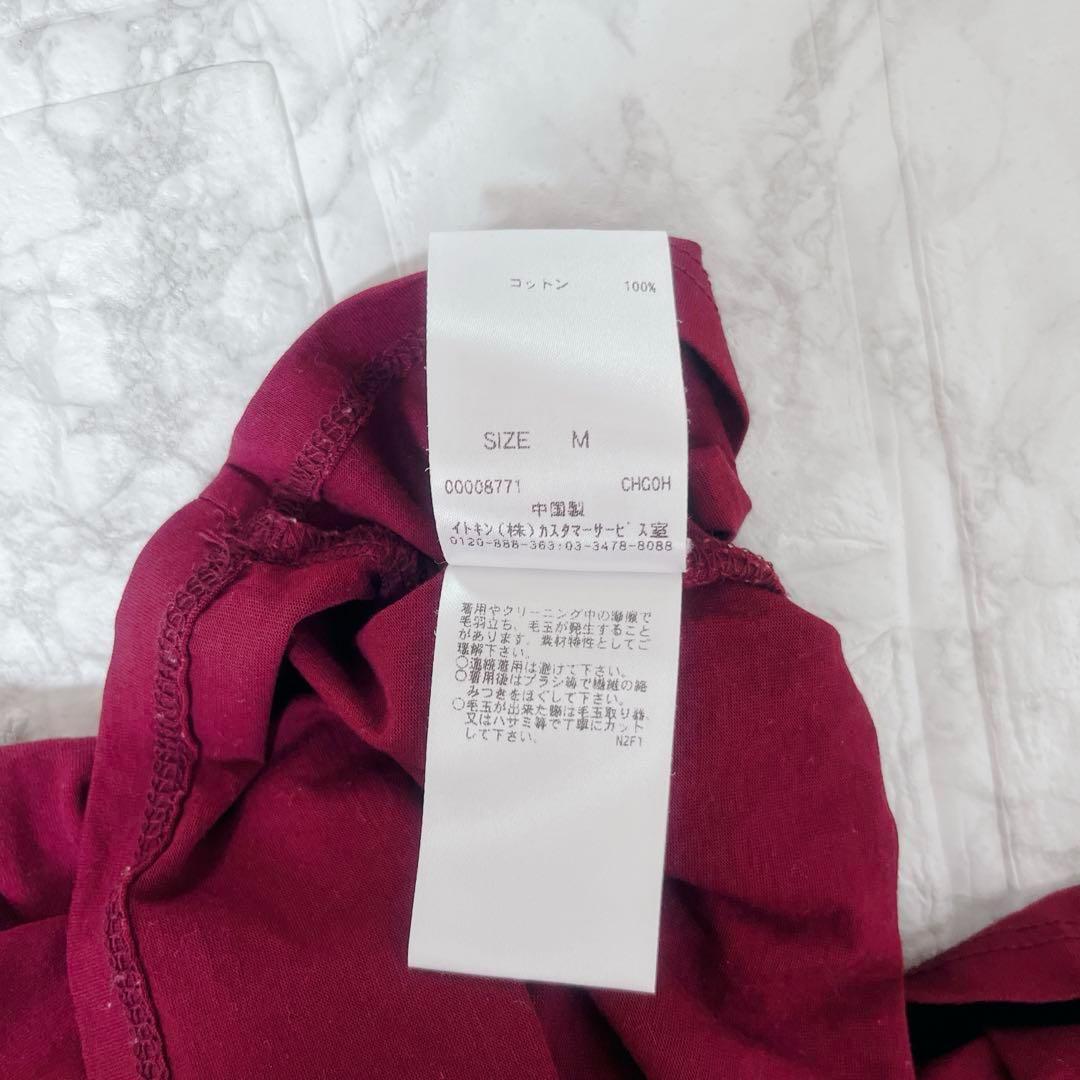 コットン 100%
SIZE M
00008771 CHGOH
中国製
イトキン(株)カスタマーサービス室
0120-888-363:03-3478-8088
着用やクリーニング中の摩擦で
毛羽立ち、毛玉が発生すること
があります。素材特性としてご
理解下さい。
○連続着用は避けて下さい。
○着用後はブラシ等で繊維の絡
みつきをほぐして下さい。
○毛玉が出来た際は毛玉取り器、
又はハサミ等で丁寧にカット
して下さい。 N2F1